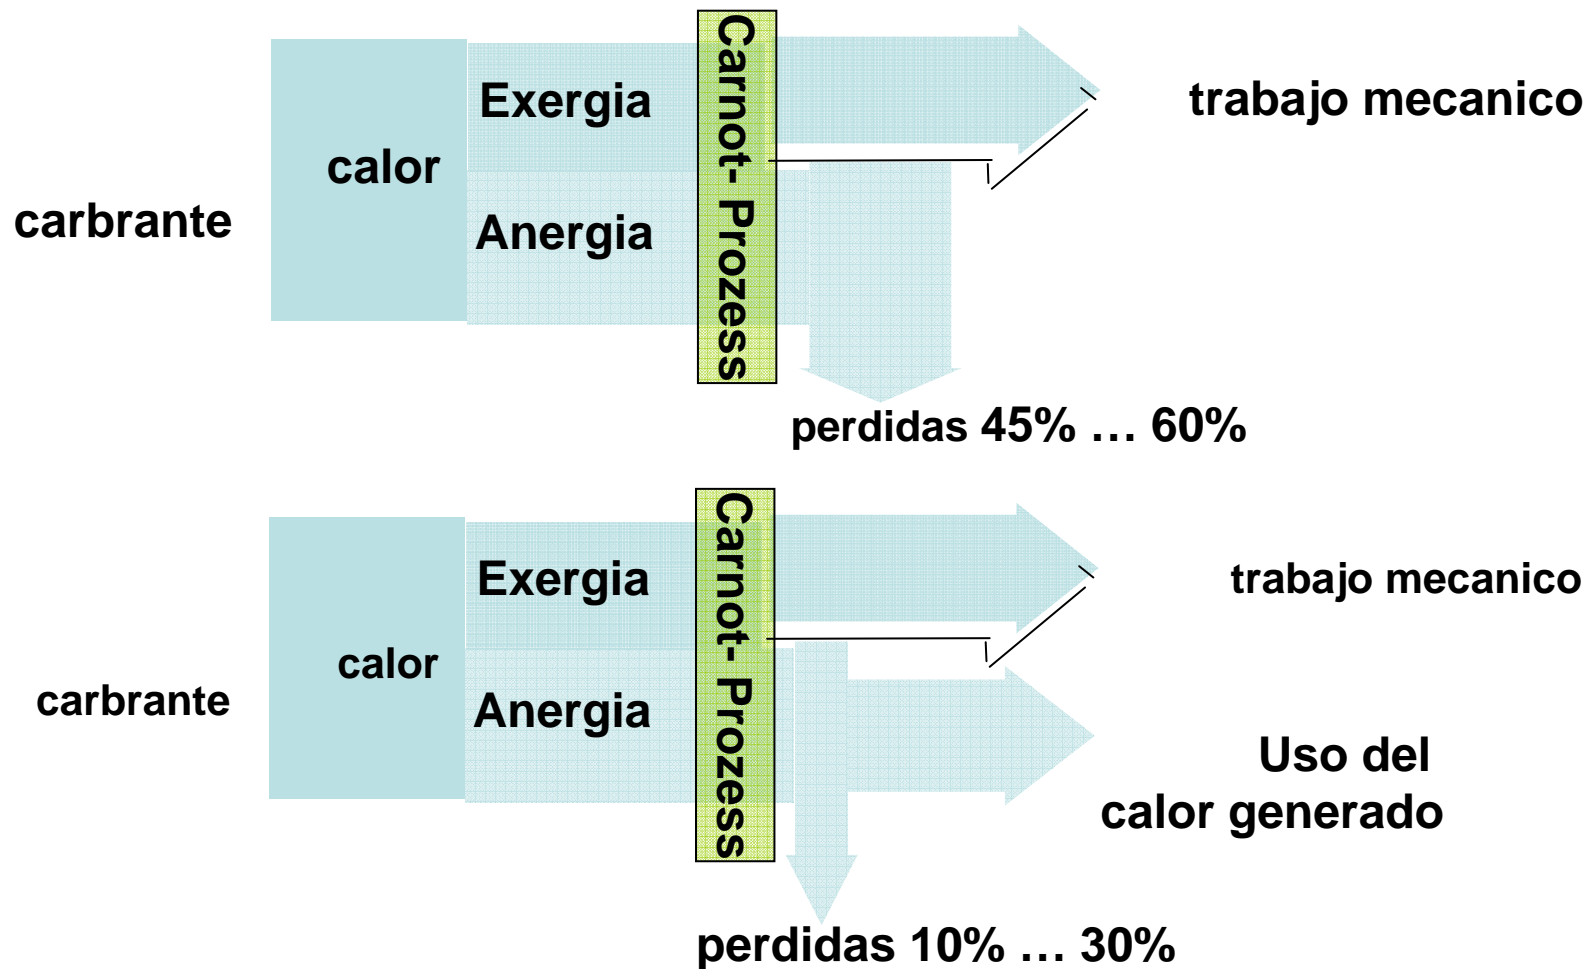 carbrante
calor
Exergia
Anergia
Carnot- Prozess
trabajo mecanico
perdidas 45% … 60%
carbrante
calor
Exergia
Anergia
Carnot- Prozess
trabajo mecanico
Uso del
calor generado
perdidas 10% … 30%